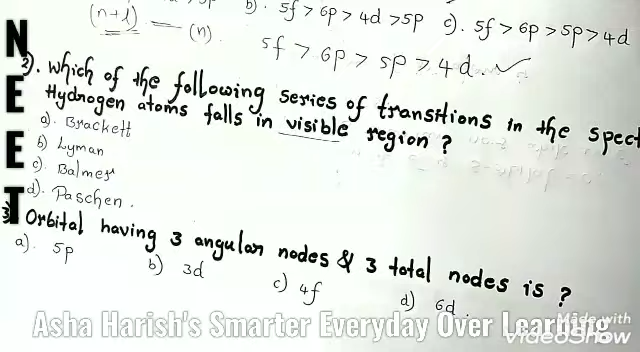 b). 5f > 6p > 4d > 5p c). 5f > 6p > 5p > 4d
(n+l) — (n).
5f > 6p > 5p > 4d. ✓
2). which of the following series of transitions in the spect
Hydrogen atoms falls in visible region ?
a). Brackett
b) Lyman
c). Balmer
d). Paschen.
3) Orbital having 3 angular nodes & 3 total nodes is ?
a). 5p b) 3d c) 4f d) 6d.
NEET
Asha Harish's Smarter Everyday Over Learning
Made with
VideoShow